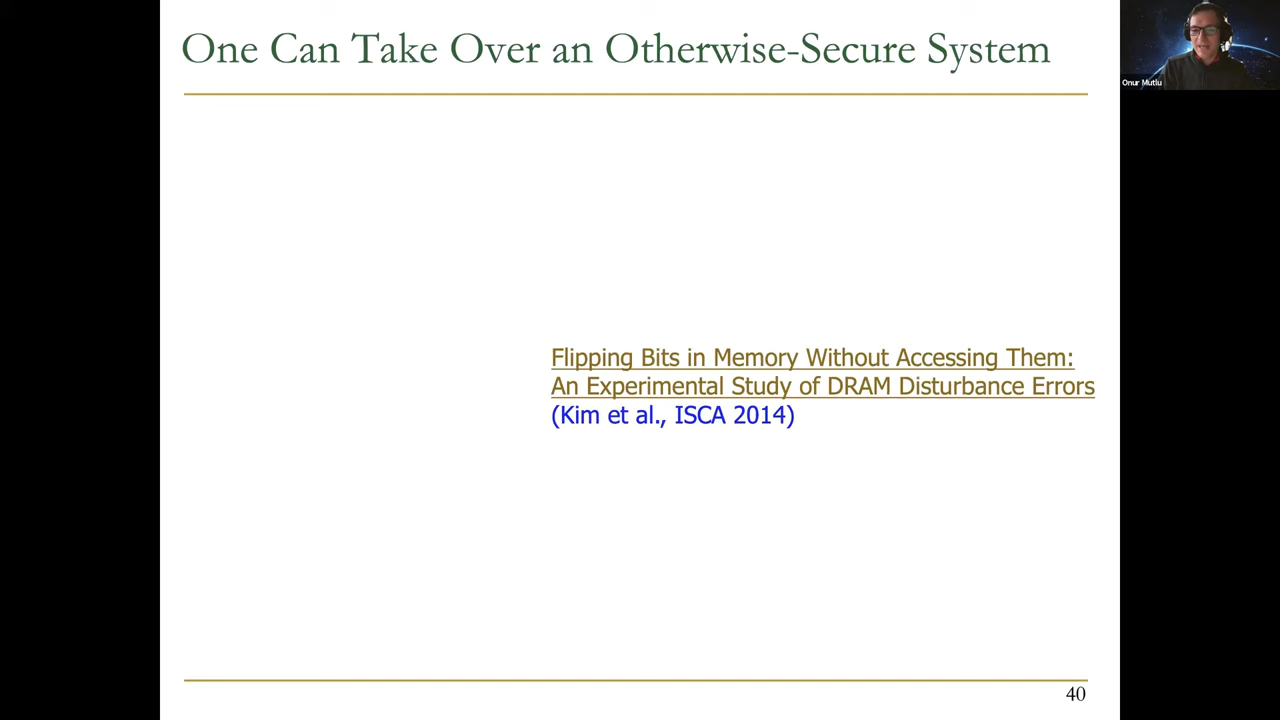 One Can Take Over an Otherwise-Secure System
Onur Mutlu
Flipping Bits in Memory Without Accessing Them:
An Experimental Study of DRAM Disturbance Errors
(Kim et al., ISCA 2014)
40